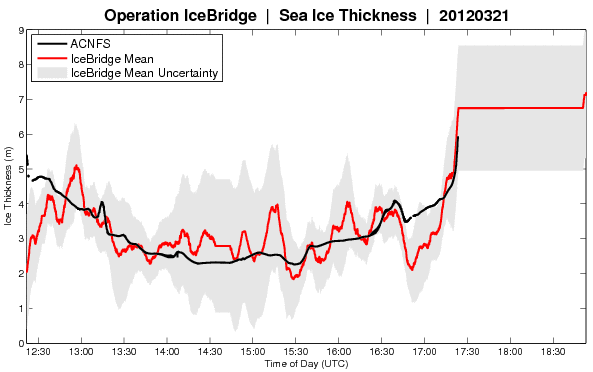 Operation IceBridge | Sea Ice Thickness | 20120321
ACNFS
IceBridge Mean
IceBridge Mean Uncertainty
Ice Thickness (m)
9
8
7
6
5
4
3
2
1
0
12:30 13:00 13:30 14:00 14:30 15:00 15:30 16:00 16:30 17:00 17:30 18:00 18:30
Time of Day (UTC)